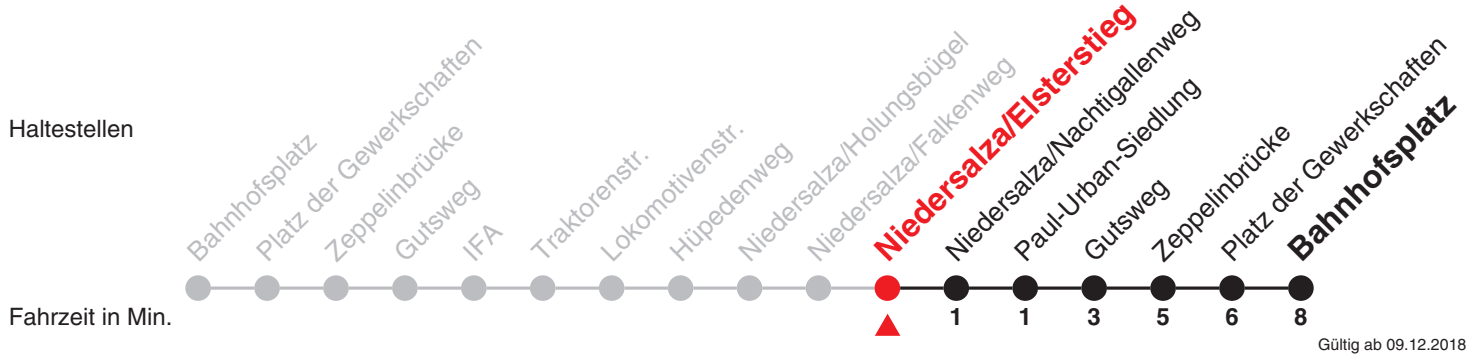 Haltestellen
Bahnhofsplatz
Platz der Gewerkschaften
Zeppelinbrücke
Gutsweg
IFA
Traktorenstr.
Lokomotivenstr.
Hüpedenweg
Niedersalza/Holungsbügel
Niedersalza/Falkenweg
Niedersalza/Elsterstieg
Niedersalza/Nachtigallenweg
Paul-Urban-Siedlung
Gutsweg
Zeppelinbrücke
Platz der Gewerkschaften
Bahnhofsplatz
Fahrzeit in Min.
1 1 3 5 6 8
Gültig ab 09.12.2018